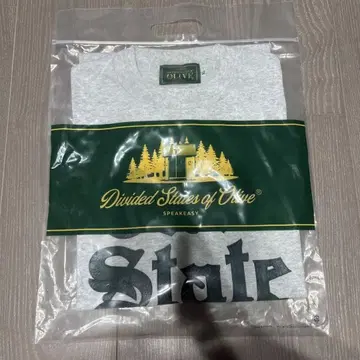 OLIVE
Divided States of Olive®
SPEAKEASY
State